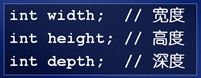 int width;  // 宽度
int height; // 高度
int depth;  // 深度